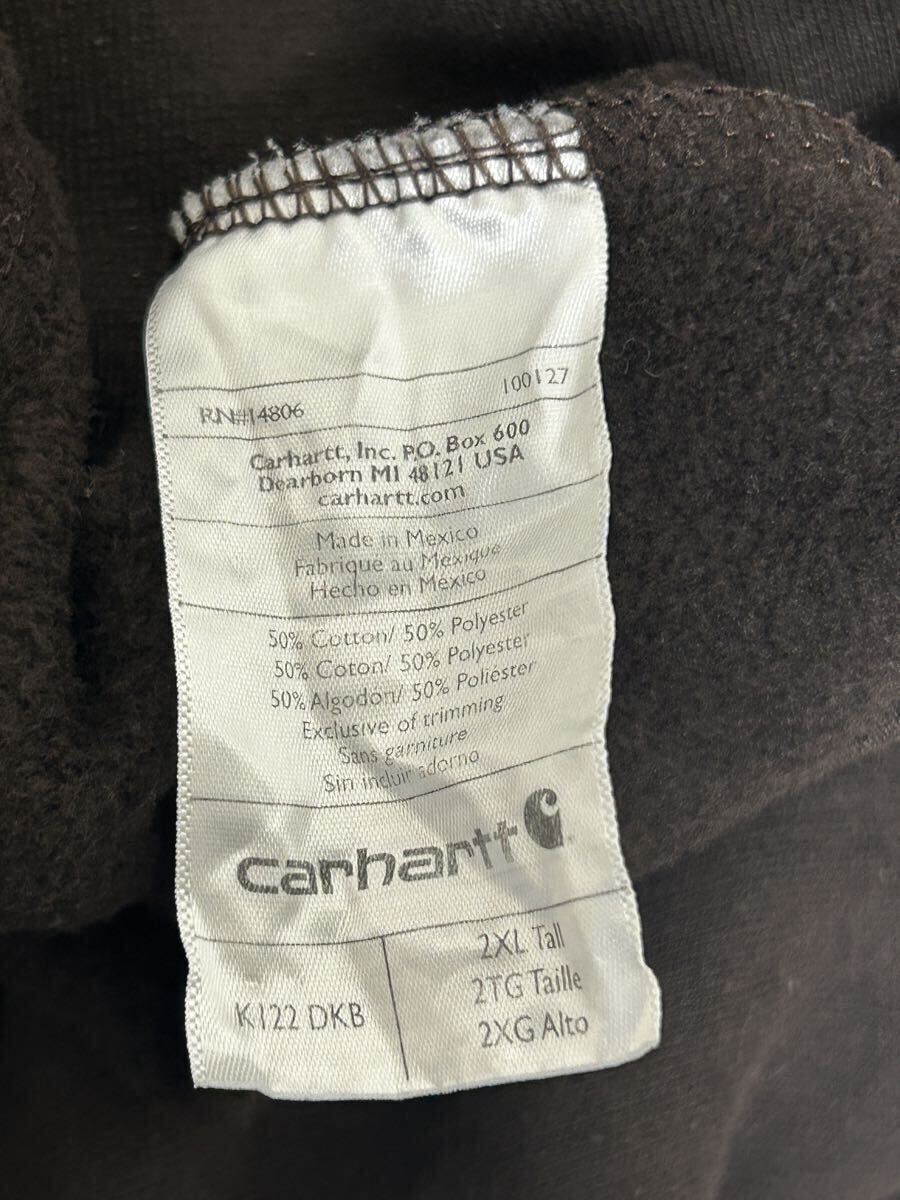 RN#14806 100127
Carhartt, Inc. P.O. Box 600
Dearborn MI 48121 USA
carhartt.com
Made in Mexico
Fabrique au Mexique
Hecho en Mexico
50% Cotton/ 50% Polyester
50% Coton/ 50% Polyester
50% Algodon/ 50% Poliéster
Exclusive of trimming
Sans garniture
Sin incluir adorno
carhartt
K122 DKB
2XL Tall
2TG Taille
2XG Alto